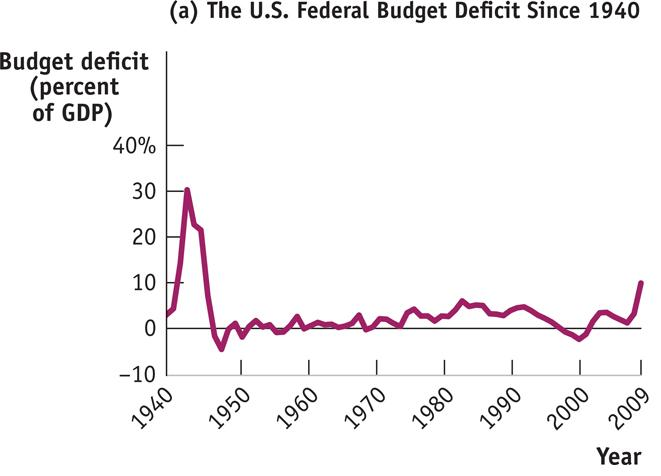 (a) The U.S. Federal Budget Deficit Since 1940
Budget deficit
(percent
of GDP)
40%
30
20
10
0
–10
1940
1950
1960
1970
1980
1990
2000
2009
Year